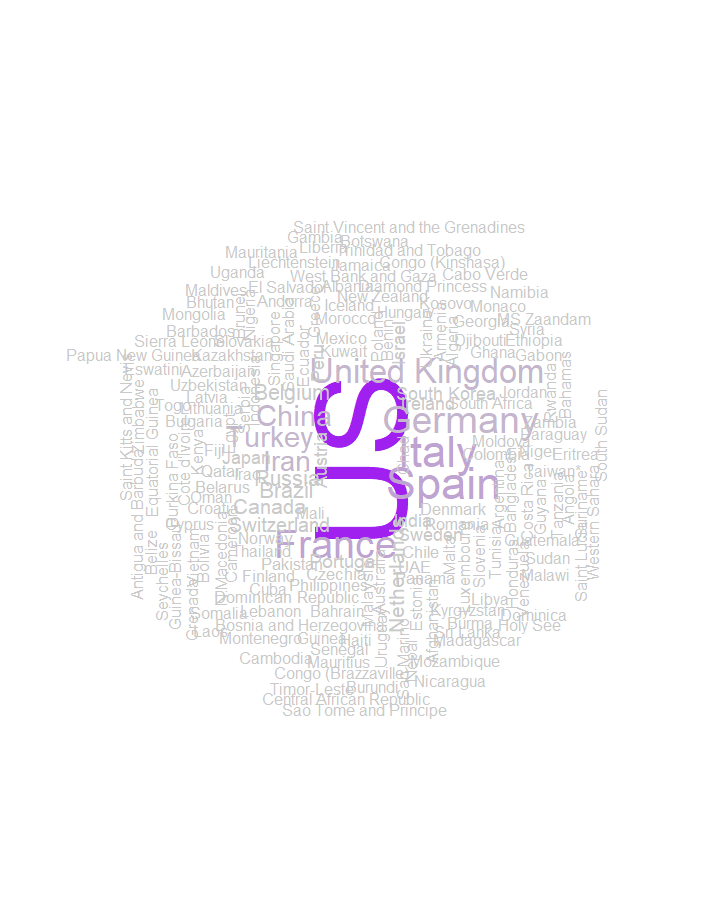 Saint Vincent and the Grenadines
Gambia
Botswana
Liberia
Trinidad and Tobago
Mauritania
Liechtenstein
Jamaica
Congo (Kinshasa)
Uganda
West Bank and Gaza
Cabo Verde
El Salvador
Albania
Diamond Princess
Maldives
Namibia
New Zealand
Bhutan
Andorra
Kosovo
Monaco
Iceland
Hungary
Mongolia
Morocco
Georgia
MS Zaandam
Barbados
Syria
Sierra Leone
Slovakia
Mexico
Djibouti
Ethiopia
Papua New Guinea
Kazakhstan
Kuwait
Ghana
Gabon
Eswatini
Azerbaijan
United Kingdom
Uzbekistan
Belgium
South Korea
Jordan
Latvia
Togo
Lithuania
Ireland
South Africa
Bulgaria
China
Germany
Zambia
Paraguay
Fiji
Turkey
Moldova
Japan
Italy
Colombia
Niger
Eritrea
Qatar
Iraq
Iran
Taiwan*
Russia
Spain
Oman
Brazil
Croatia
Canada
Mali
Denmark
Cyprus
Switzerland
India
Romania
Norway
Sweden
Guatemala
Thailand
France
Chile
Sudan
Pakistan
Portugal
UAE
Finland
Czechia
Panama
Malawi
Cuba
Philippines
Dominican Republic
Libya
Belarus
Somalia
Lebanon
Bahrain
Kyrgyzstan
Dominica
Laos
Bosnia and Herzegovina
Burma
Holy See
Montenegro
Guinea
Haiti
Sri Lanka
Madagascar
Senegal
Cambodia
Mauritius
Mozambique
Congo (Brazzaville)
Nicaragua
Timor-Leste
Burundi
Central African Republic
Sao Tome and Principe
US
Saint Kitts and Nevis
Antigua and Barbuda
Zimbabwe
Equatorial Guinea
Belize
Seychelles
Burkina Faso
Guinea-Bissau
Cote d'Ivoire
Vietnam
Grenada
Kenya
Bolivia
Macedonia
Egypt
Cameroon
Serbia
Brunei
Nigeria
Indonesia
Singapore
Saudi Arabia
Ecuador
Greece
Peru
Austria
Poland
Benin
Israel
Ukraine
Armenia
Algeria
Netherlands
Malaysia
Australia
Uruguay
San Marino
Nepal
Estonia
Afghanistan
Malta
Luxembourg
Slovenia
Tunisia
Argentina
Bangladesh
Honduras
Costa Rica
Venezuela
Guyana
Tanzania
Angola
Rwanda
Bahamas
Suriname
Saint Lucia
Western Sahara
South Sudan